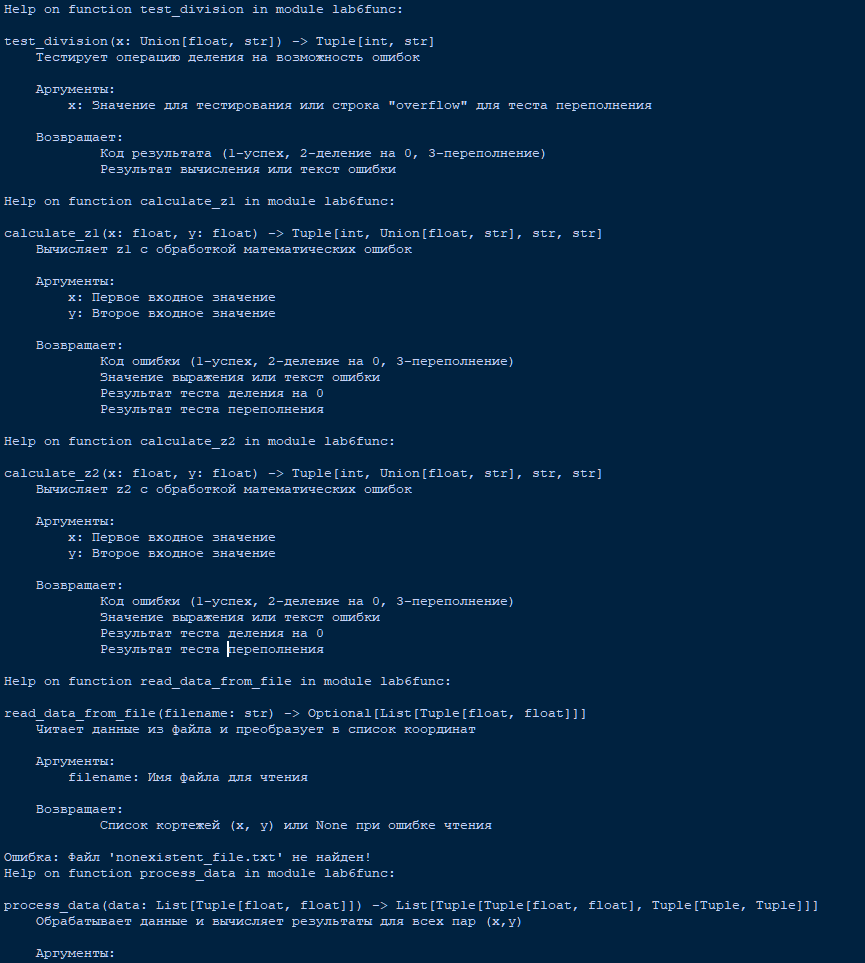 Help on function test_division in module lab6func:
test_division(x: Union[float, str]) -> Tuple[int, str]
Тестирует операцию деления на возможность ошибок
Аргументы:
x: Значение для тестирования или строка "overflow" для теста переполнения
Возвращает:
Код результата (1-успех, 2-деление на 0, 3-переполнение)
Результат вычисления или текст ошибки
Help on function calculate_z1 in module lab6func:
calculate_z1(x: float, y: float) -> Tuple[int, Union[float, str], str, str]
Вычисляет z1 с обработкой математических ошибок
Аргументы:
x: Первое входное значение
y: Второе входное значение
Возвращает:
Код ошибки (1-успех, 2-деление на 0, 3-переполнение)
Значение выражения или текст ошибки
Результат теста деления на 0
Результат теста переполнения
Help on function calculate_z2 in module lab6func:
calculate_z2(x: float, y: float) -> Tuple[int, Union[float, str], str, str]
Вычисляет z2 с обработкой математических ошибок
Аргументы:
x: Первое входное значение
y: Второе входное значение
Возвращает:
Код ошибки (1-успех, 2-деление на 0, 3-переполнение)
Значение выражения или текст ошибки
Результат теста деления на 0
Результат теста переполнения
Help on function read_data_from_file in module lab6func:
read_data_from_file(filename: str) -> Optional[List[Tuple[float, float]]]
Читает данные из файла и преобразует в список координат
Аргументы:
filename: Имя файла для чтения
Возвращает:
Список кортежей (x, y) или None при ошибке чтения
Ошибка: Файл 'nonexistent_file.txt' не найден!
Help on function process_data in module lab6func:
process_data(data: List[Tuple[float, float]]) -> List[Tuple[Tuple[float, float], Tuple[Tuple, Tuple]]]
Обрабатывает данные и вычисляет результаты для всех пар (x,y)
Аргументы: